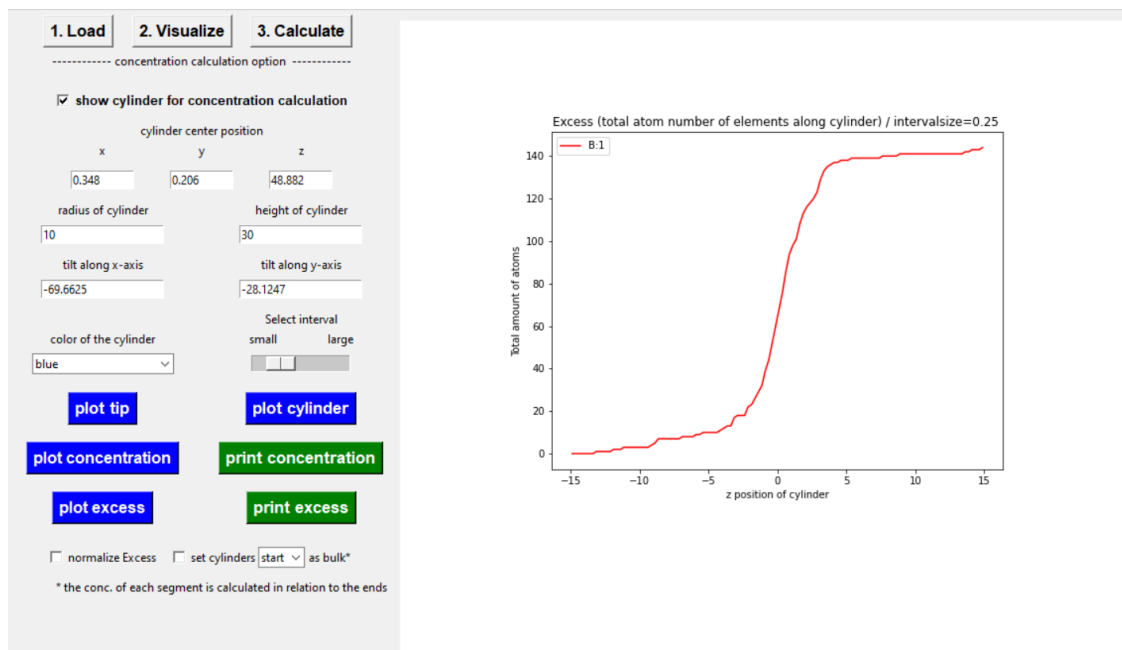 1. Load 2. Visualize 3. Calculate
------------ concentration calculation option ------------
show cylinder for concentration calculation
cylinder center position
x y z
0.348 0.206 48.882
radius of cylinder height of cylinder
10 30
tilt along x-axis tilt along y-axis
-69.6625 -28.1247
Select interval
color of the cylinder small large
blue
plot tip plot cylinder
plot concentration print concentration
plot excess print excess
normalize Excess set cylinders start as bulk*
* the conc. of each segment is calculated in relation to the ends
Excess (total atom number of elements along cylinder) / intervalsize=0.25
B:1
Total amount of atoms
140
120
100
80
60
40
20
0
−15 −10 −5 0 5 10 15
z position of cylinder